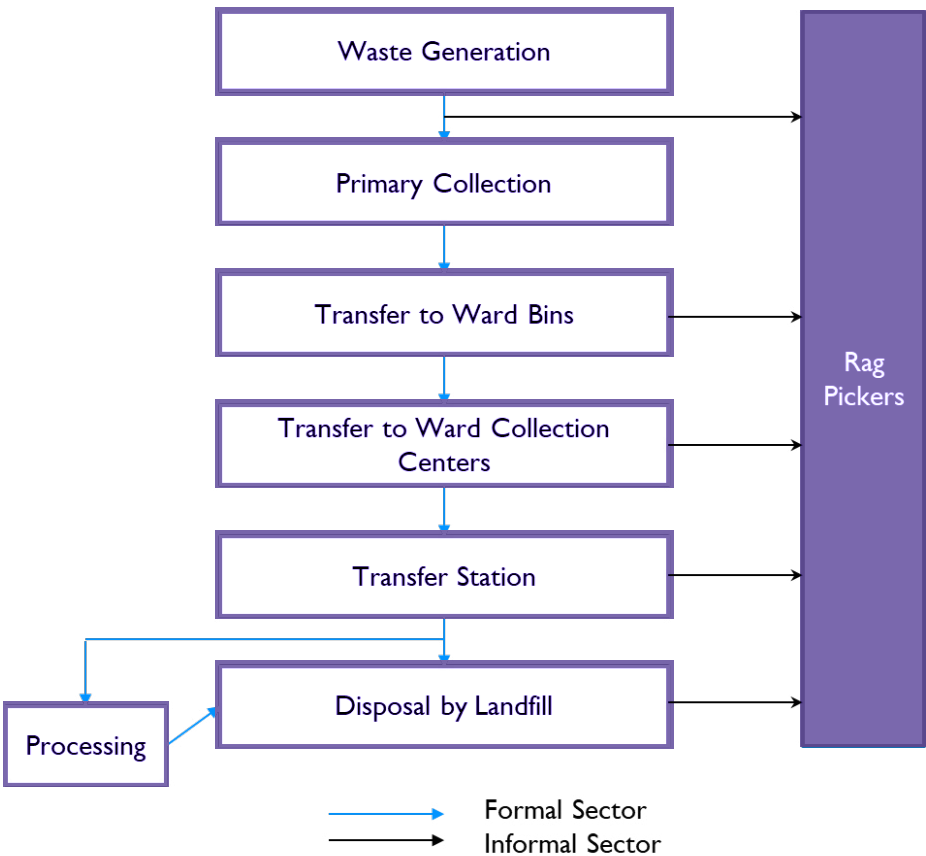 Waste Generation
Primary Collection
Transfer to Ward Bins
Rag
Pickers
Transfer to Ward Collection
Centers
Transfer Station
Disposal by Landfill
Processing
Formal Sector
Informal Sector